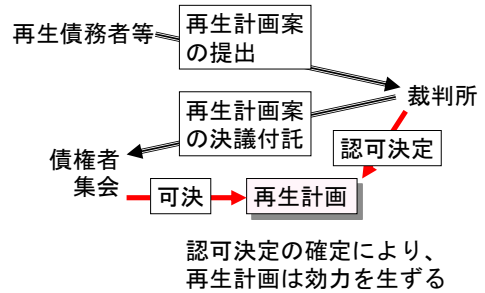 再生債務者等
再生計画案
の提出
裁判所
再生計画案
の決議付託
認可決定
債権者
集会
可決
再生計画
認可決定の確定により、
再生計画は効力を生ずる